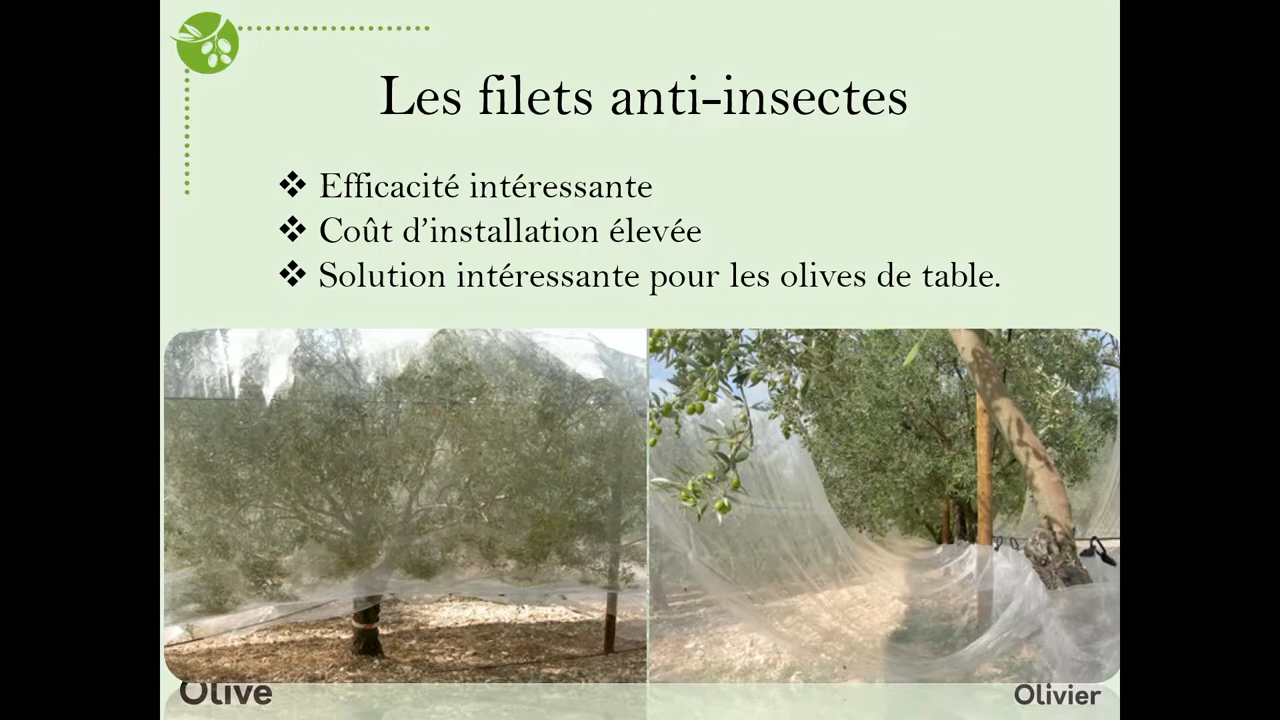 Les filets anti-insectes
❖ Efficacité intéressante
❖ Coût d’installation élevée
❖ Solution intéressante pour les olives de table.
Olive
Olivier